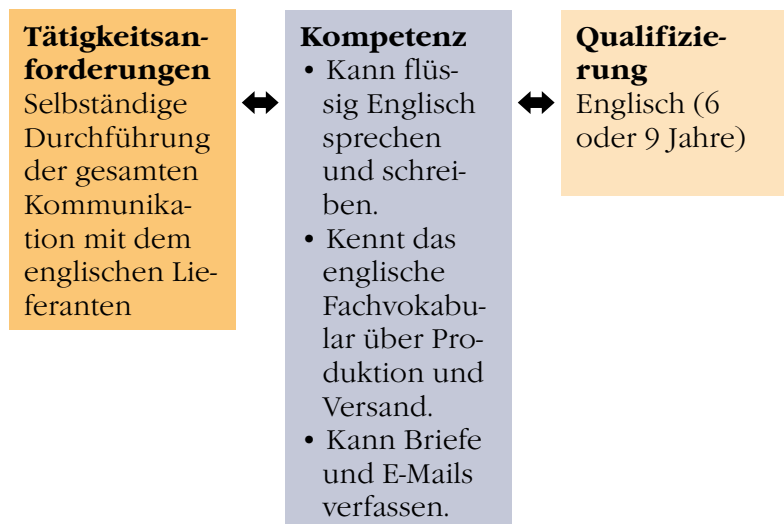 Tätigkeitsan-
forderungen
Selbständige
Durchführung
der gesamten
Kommunika-
tion mit dem
englischen Lie-
feranten
Kompetenz
• Kann flüs-
sig Englisch
sprechen
und schrei-
ben.
• Kennt das
englische
Fachvokabu-
lar über Pro-
duktion und
Versand.
• Kann Briefe
und E-Mails
verfassen.
Qualifizie-
rung
Englisch (6
oder 9 Jahre)